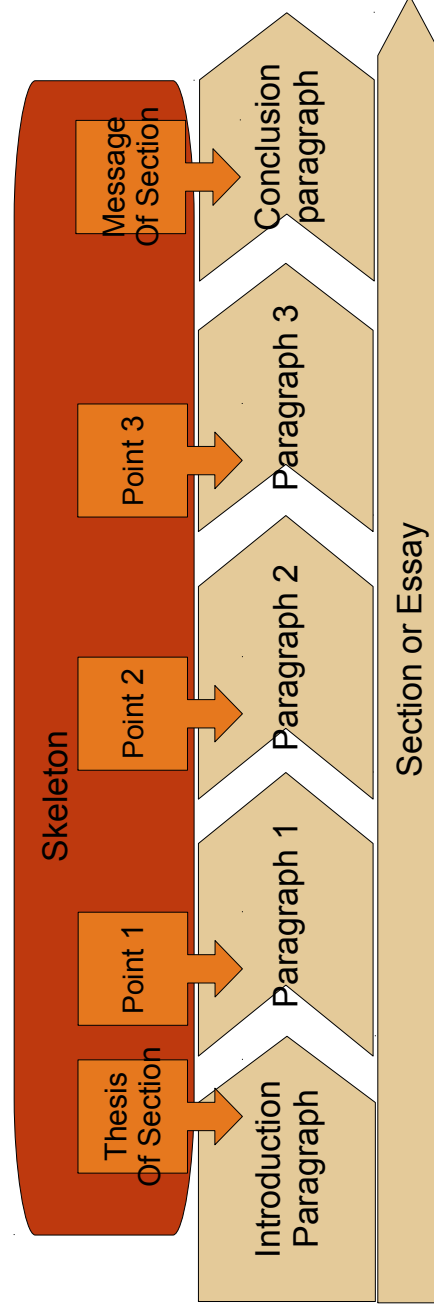 Skeleton
Thesis
Of Section
Point 1
Point 2
Point 3
Message
Of Section
Introduction
Paragraph
Paragraph 1
Paragraph 2
Paragraph 3
Conclusion
paragraph
Section or Essay